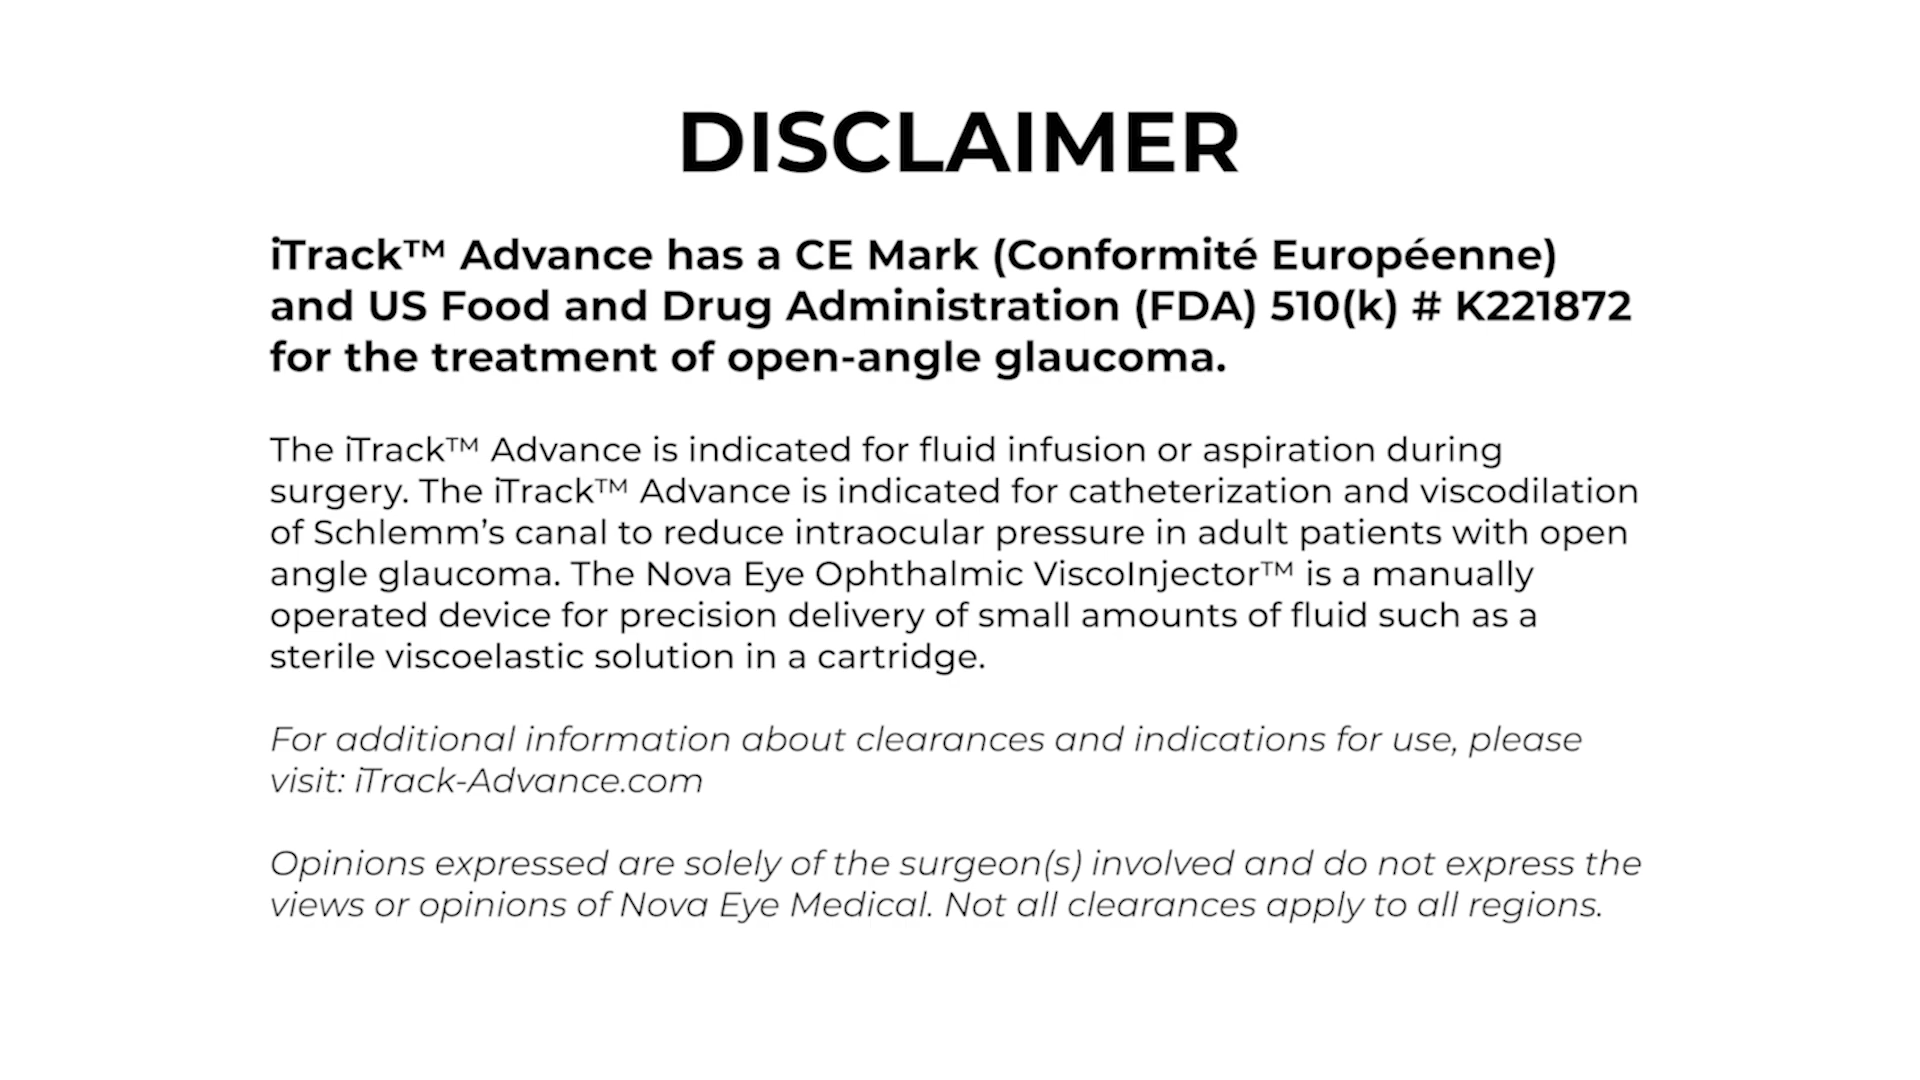 DISCLAIMER
iTrack™ Advance has a CE Mark (Conformité Européenne)
and US Food and Drug Administration (FDA) 510(k) # K221872
for the treatment of open-angle glaucoma.
The iTrack™ Advance is indicated for fluid infusion or aspiration during
surgery. The iTrack™ Advance is indicated for catheterization and viscodilation
of Schlemm’s canal to reduce intraocular pressure in adult patients with open
angle glaucoma. The Nova Eye Ophthalmic ViscoInjector™ is a manually
operated device for precision delivery of small amounts of fluid such as a
sterile viscoelastic solution in a cartridge.
For additional information about clearances and indications for use, please
visit: iTrack-Advance.com
Opinions expressed are solely of the surgeon(s) involved and do not express the
views or opinions of Nova Eye Medical. Not all clearances apply to all regions.